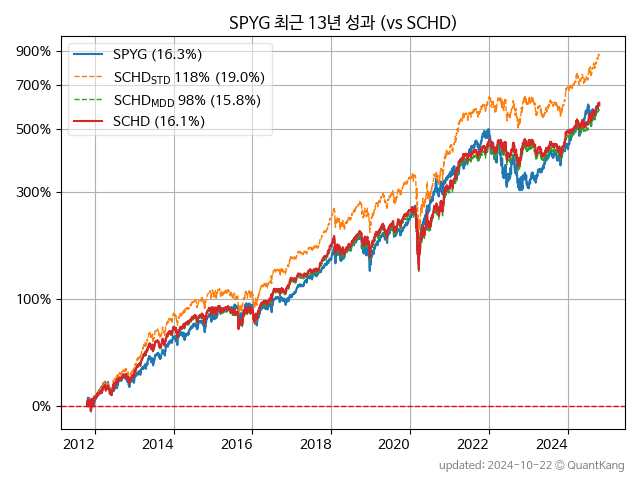 SPYG 최근 13년 성과 (vs SCHD)
SPYG (16.3%)
SCHD_STD 118% (19.0%)
SCHD_MDD 98% (15.8%)
SCHD (16.1%)
900%
700%
500%
300%
100%
0%
2012 2014 2016 2018 2020 2022 2024
updated: 2024-10-22 © QuantKang